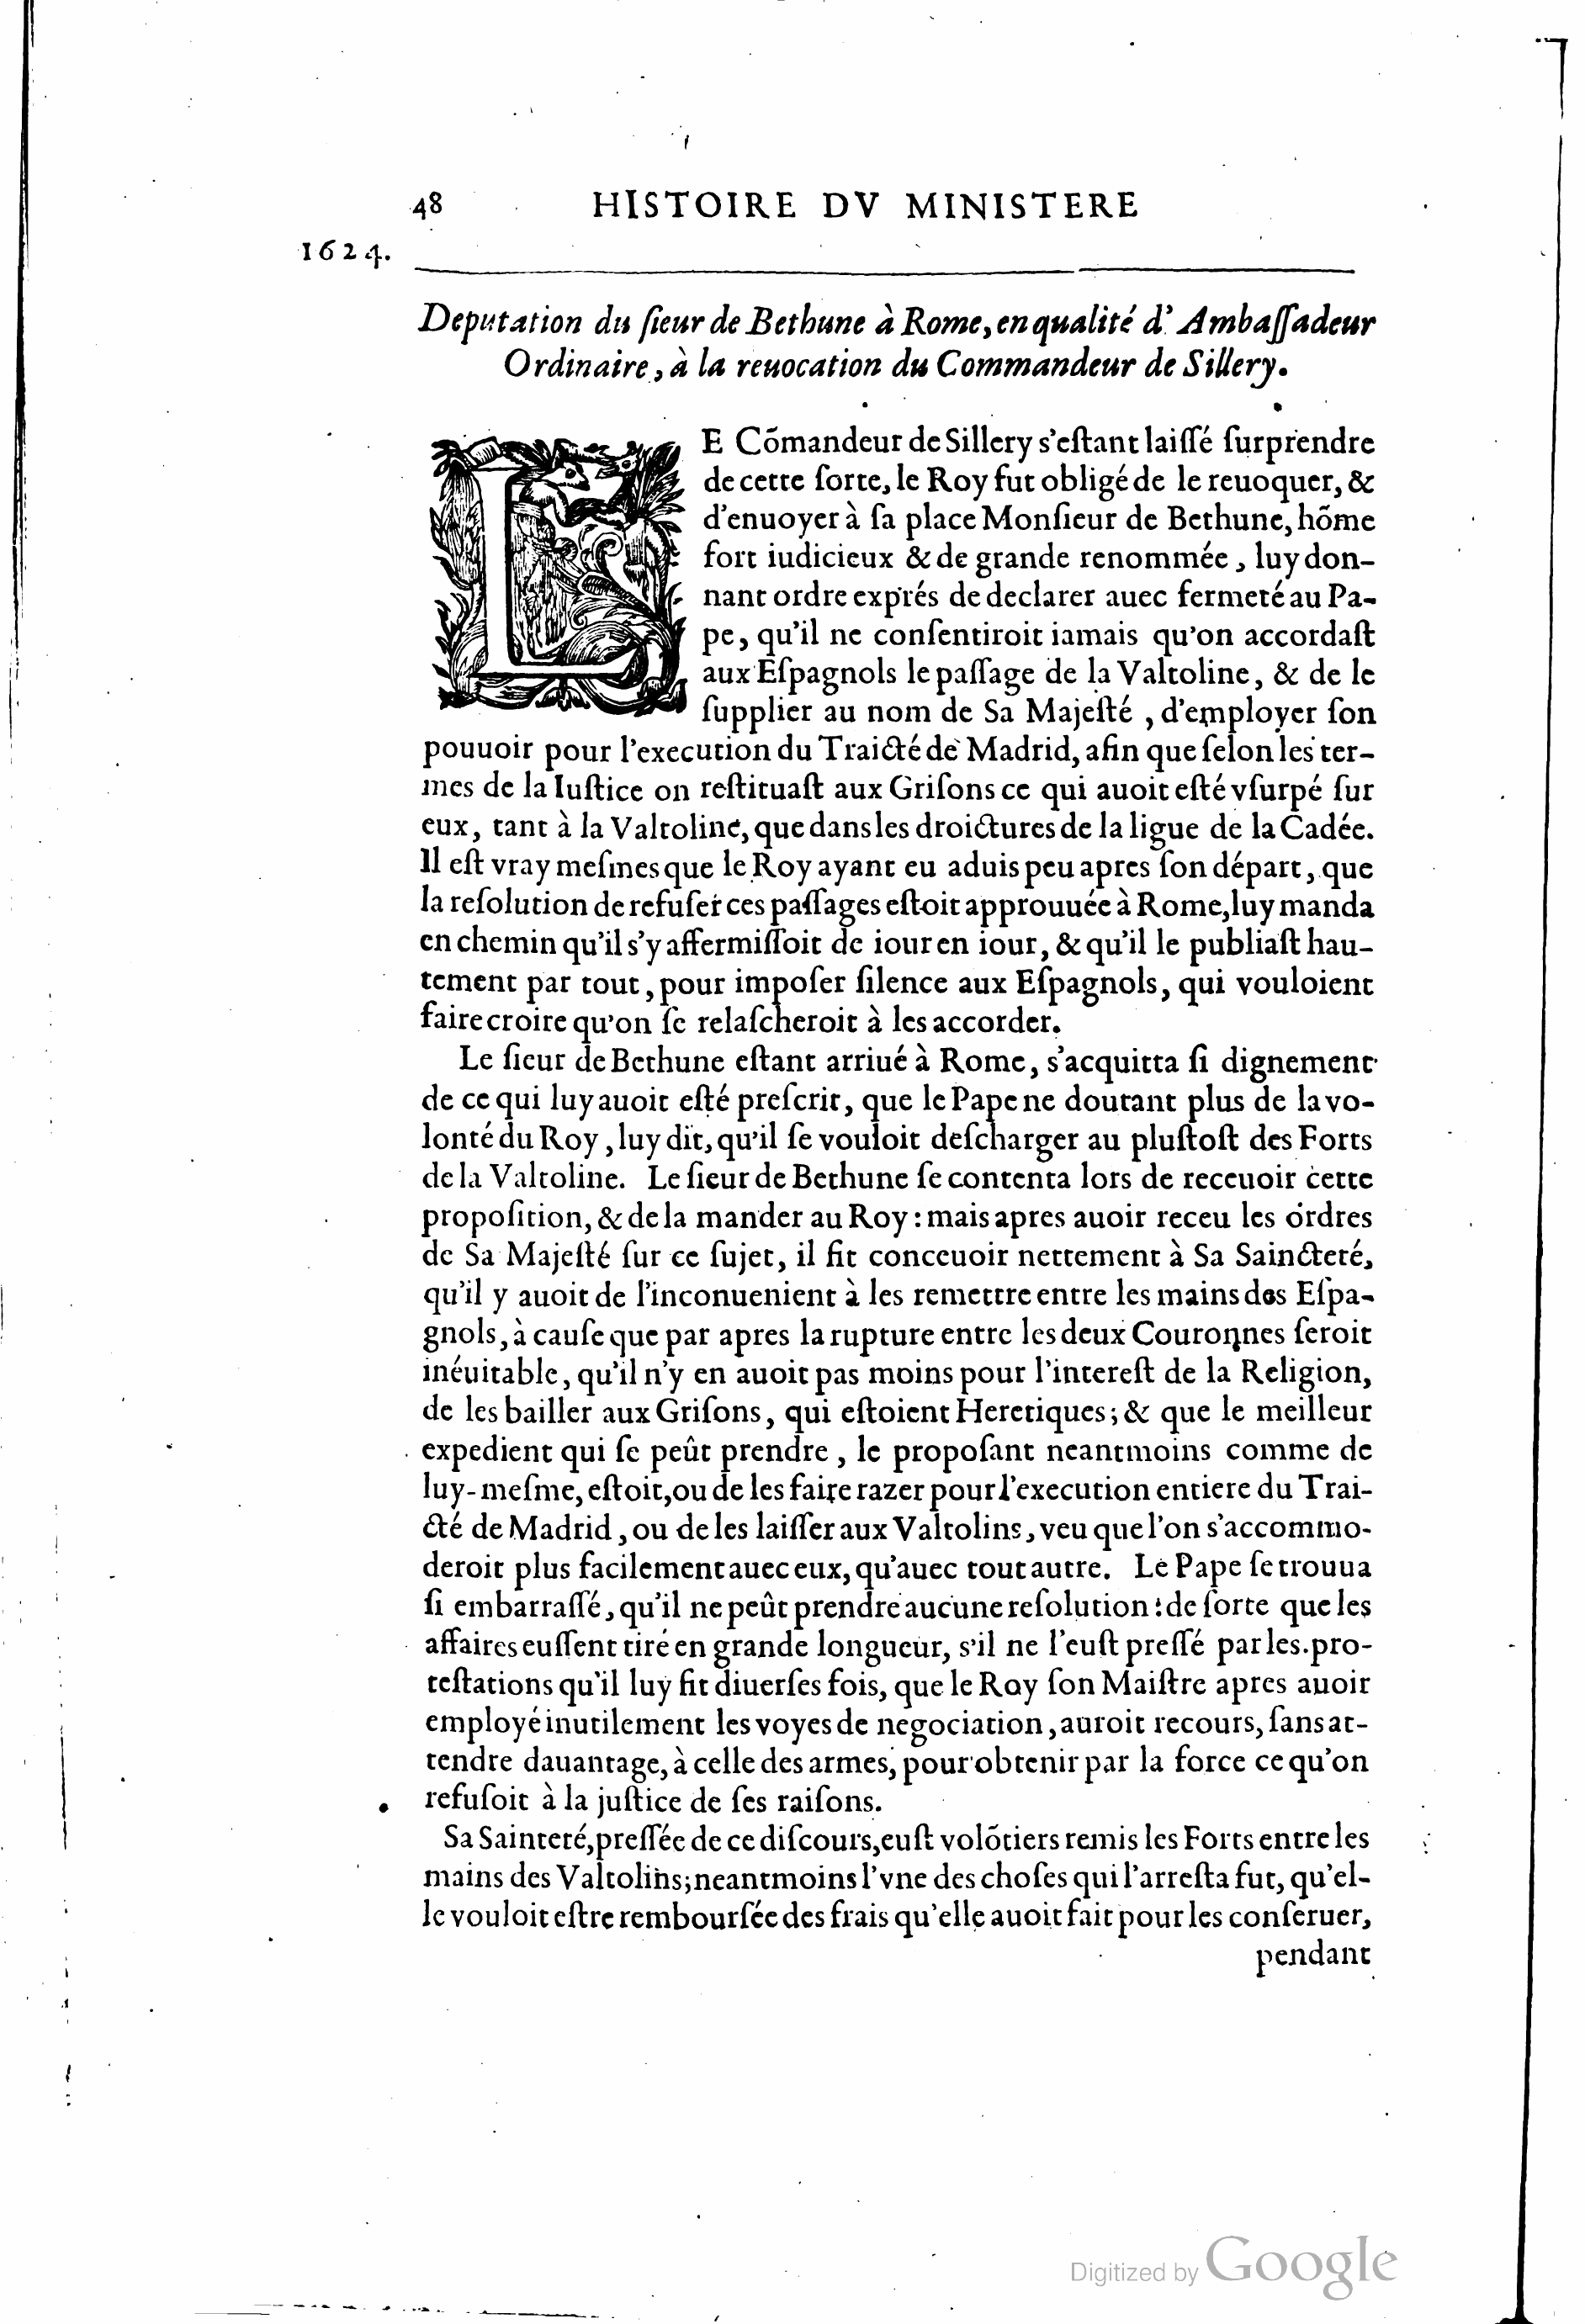 48 HISTOIRE DV MINISTERE
1624.
Deputation du ſieur de Bethune à Rome, en qualité d'Ambaſſadeur
Ordinaire, à la reuocation du Commandeur de Sillery.
LE Cõmandeur de Sillery s'eſtant laiſſé ſurprendre
de cette ſorte, le Roy fut obligé de le reuoquer, &
d'enuoyer à ſa place Monſieur de Bethune, hõme
fort iudicieux & de grande renommée, luy don-
nant ordre exprés de declarer auec fermeté au Pa-
pe, qu'il ne conſentiroit iamais qu'on accordaſt
aux Eſpagnols le paſſage de la Valtoline, & de le
ſupplier au nom de Sa Majeſté, d'employer ſon
pouuoir pour l'execution du Traicté de Madrid, afin que ſelon les ter-
mes de la Iuſtice on reſtituaſt aux Griſons ce qui auoit eſté vſurpé ſur
eux, tant à la Valtoline, que dans les droictures de la ligue de la Cadée.
Il eſt vray meſmes que le Roy ayant eu aduis peu apres ſon départ, que
la reſolution de refuſer ces paſſages eſtoit approuuée à Rome, luy manda
en chemin qu'il s'y affermiſſoit de iour en iour, & qu'il le publiaſt hau-
tement par tout, pour impoſer ſilence aux Eſpagnols, qui vouloient
faire croire qu'on ſe relaſcheroit à les accorder.
Le ſieur de Bethune eſtant arriué à Rome, s'acquitta ſi dignement
de ce qui luy auoit eſté preſcrit, que le Pape ne doutant plus de la vo-
lonté du Roy, luy dit, qu'il ſe vouloit deſcharger au pluſtoſt des Forts
de la Valtoline. Le ſieur de Bethune ſe contenta lors de receuoir cette
propoſition, & de la mander au Roy : mais apres auoir receu les ordres
de Sa Majeſté ſur ce ſujet, il fit conceuoir nettement à Sa Saincteté,
qu'il y auoit de l'inconuenient à les remettre entre les mains des Eſpa-
gnols, à cauſe que par apres la rupture entre les deux Couronnes ſeroit
inéuitable, qu'il n'y en auoit pas moins pour l'intereſt de la Religion,
de les bailler aux Griſons, qui eſtoient Heretiques; & que le meilleur
expedient qui ſe peût prendre, le propoſant neantmoins comme de
luy-meſme, eſtoit, ou de les faire razer pour l'execution entiere du Trai-
cté de Madrid, ou de les laiſſer aux Valtolins, veu que l'on s'accommo-
deroit plus facilement auec eux, qu'auec tout autre. Le Pape ſe trouua
ſi embarraſſé, qu'il ne peût prendre aucune reſolution : de ſorte que les
affaires euſſent tiré en grande longueur, s'il ne l'euſt preſſé par les pro-
teſtations qu'il luy fit diuerſes fois, que le Roy ſon Maiſtre apres auoir
employé inutilement les voyes de negociation, auroit recours, ſans at-
tendre dauantage, à celle des armes, pour obtenir par la force ce qu'on
refuſoit à la juſtice de ſes raiſons.
Sa Sainteté, preſſée de ce diſcours, euſt volõtiers remis les Forts entre les
mains des Valtolins; neantmoins l'vne des choſes qui l'arreſta fut, qu'el-
le vouloit eſtre rembourſée des frais qu'elle auoit fait pour les conſeruer,
pendant
Digitized by Google